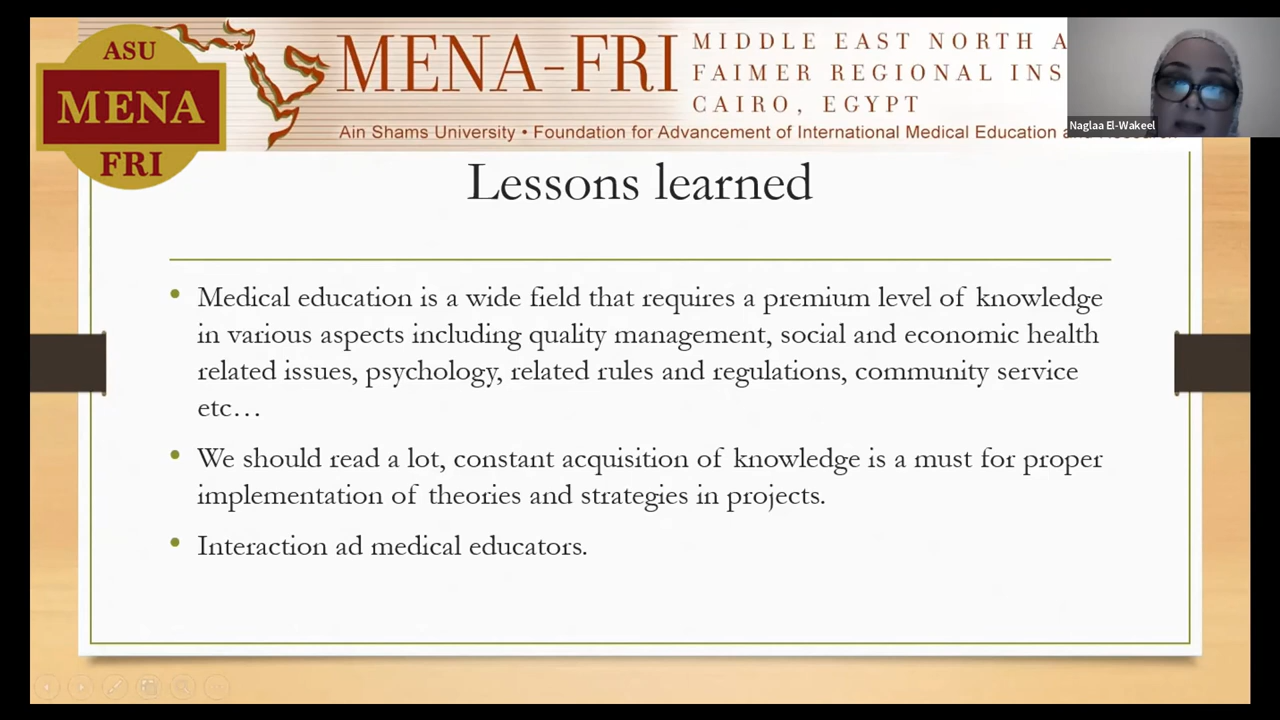 ASU
MENA
FRI
MENA-FRI
MIDDLE EAST NORTH A
FAIMER REGIONAL INS
CAIRO, EGYPT
Ain Shams University • Foundation for Advancement of International Medical Education
Naglaa El-Wakeel
Lessons learned
• Medical education is a wide field that requires a premium level of knowledge
in various aspects including quality management, social and economic health
related issues, psychology, related rules and regulations, community service
etc…
• We should read a lot, constant acquisition of knowledge is a must for proper
implementation of theories and strategies in projects.
• Interaction ad medical educators.